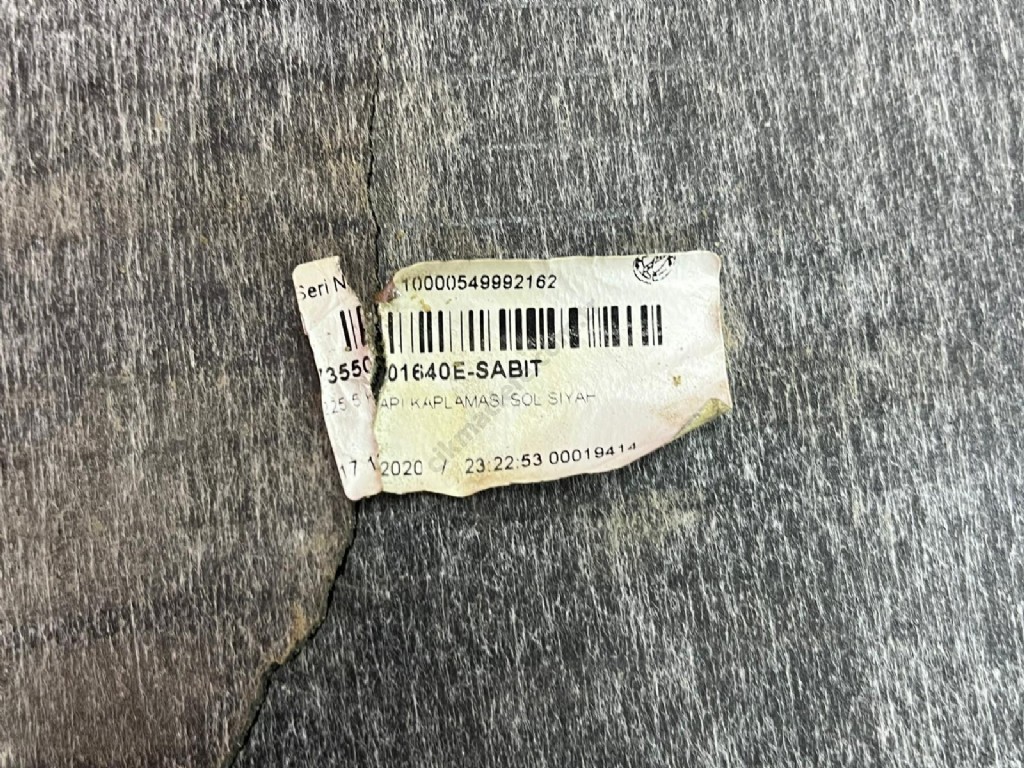 Seri N 10000549992162
73550 01640E-SABIT
225 5 KAPI KAPLAMASI SOL SIYAH
17 1 2020 / 23:22:53 00019414